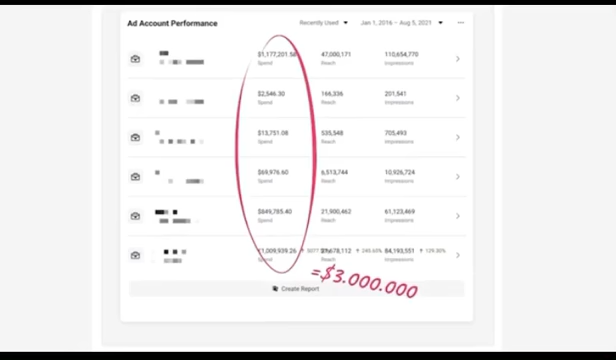 Ad Account Performance Recently Used Jan 1, 2016 – Aug 5, 2021
$1,177,201.56 47,000,171 110,654,770
Spend Reach Impressions
$2,546.30 166,336 201,541
Spend Reach Impressions
$13,751.08 535,548 705,493
Spend Reach Impressions
$69,976.60 6,513,744 10,926,724
Spend Reach Impressions
$849,785.40 21,900,462 61,123,469
Spend Reach Impressions
1,009,939.26 678,112 84,193,551 129.30%
Spend Reach Impressions
=$3.000.000
Create Report